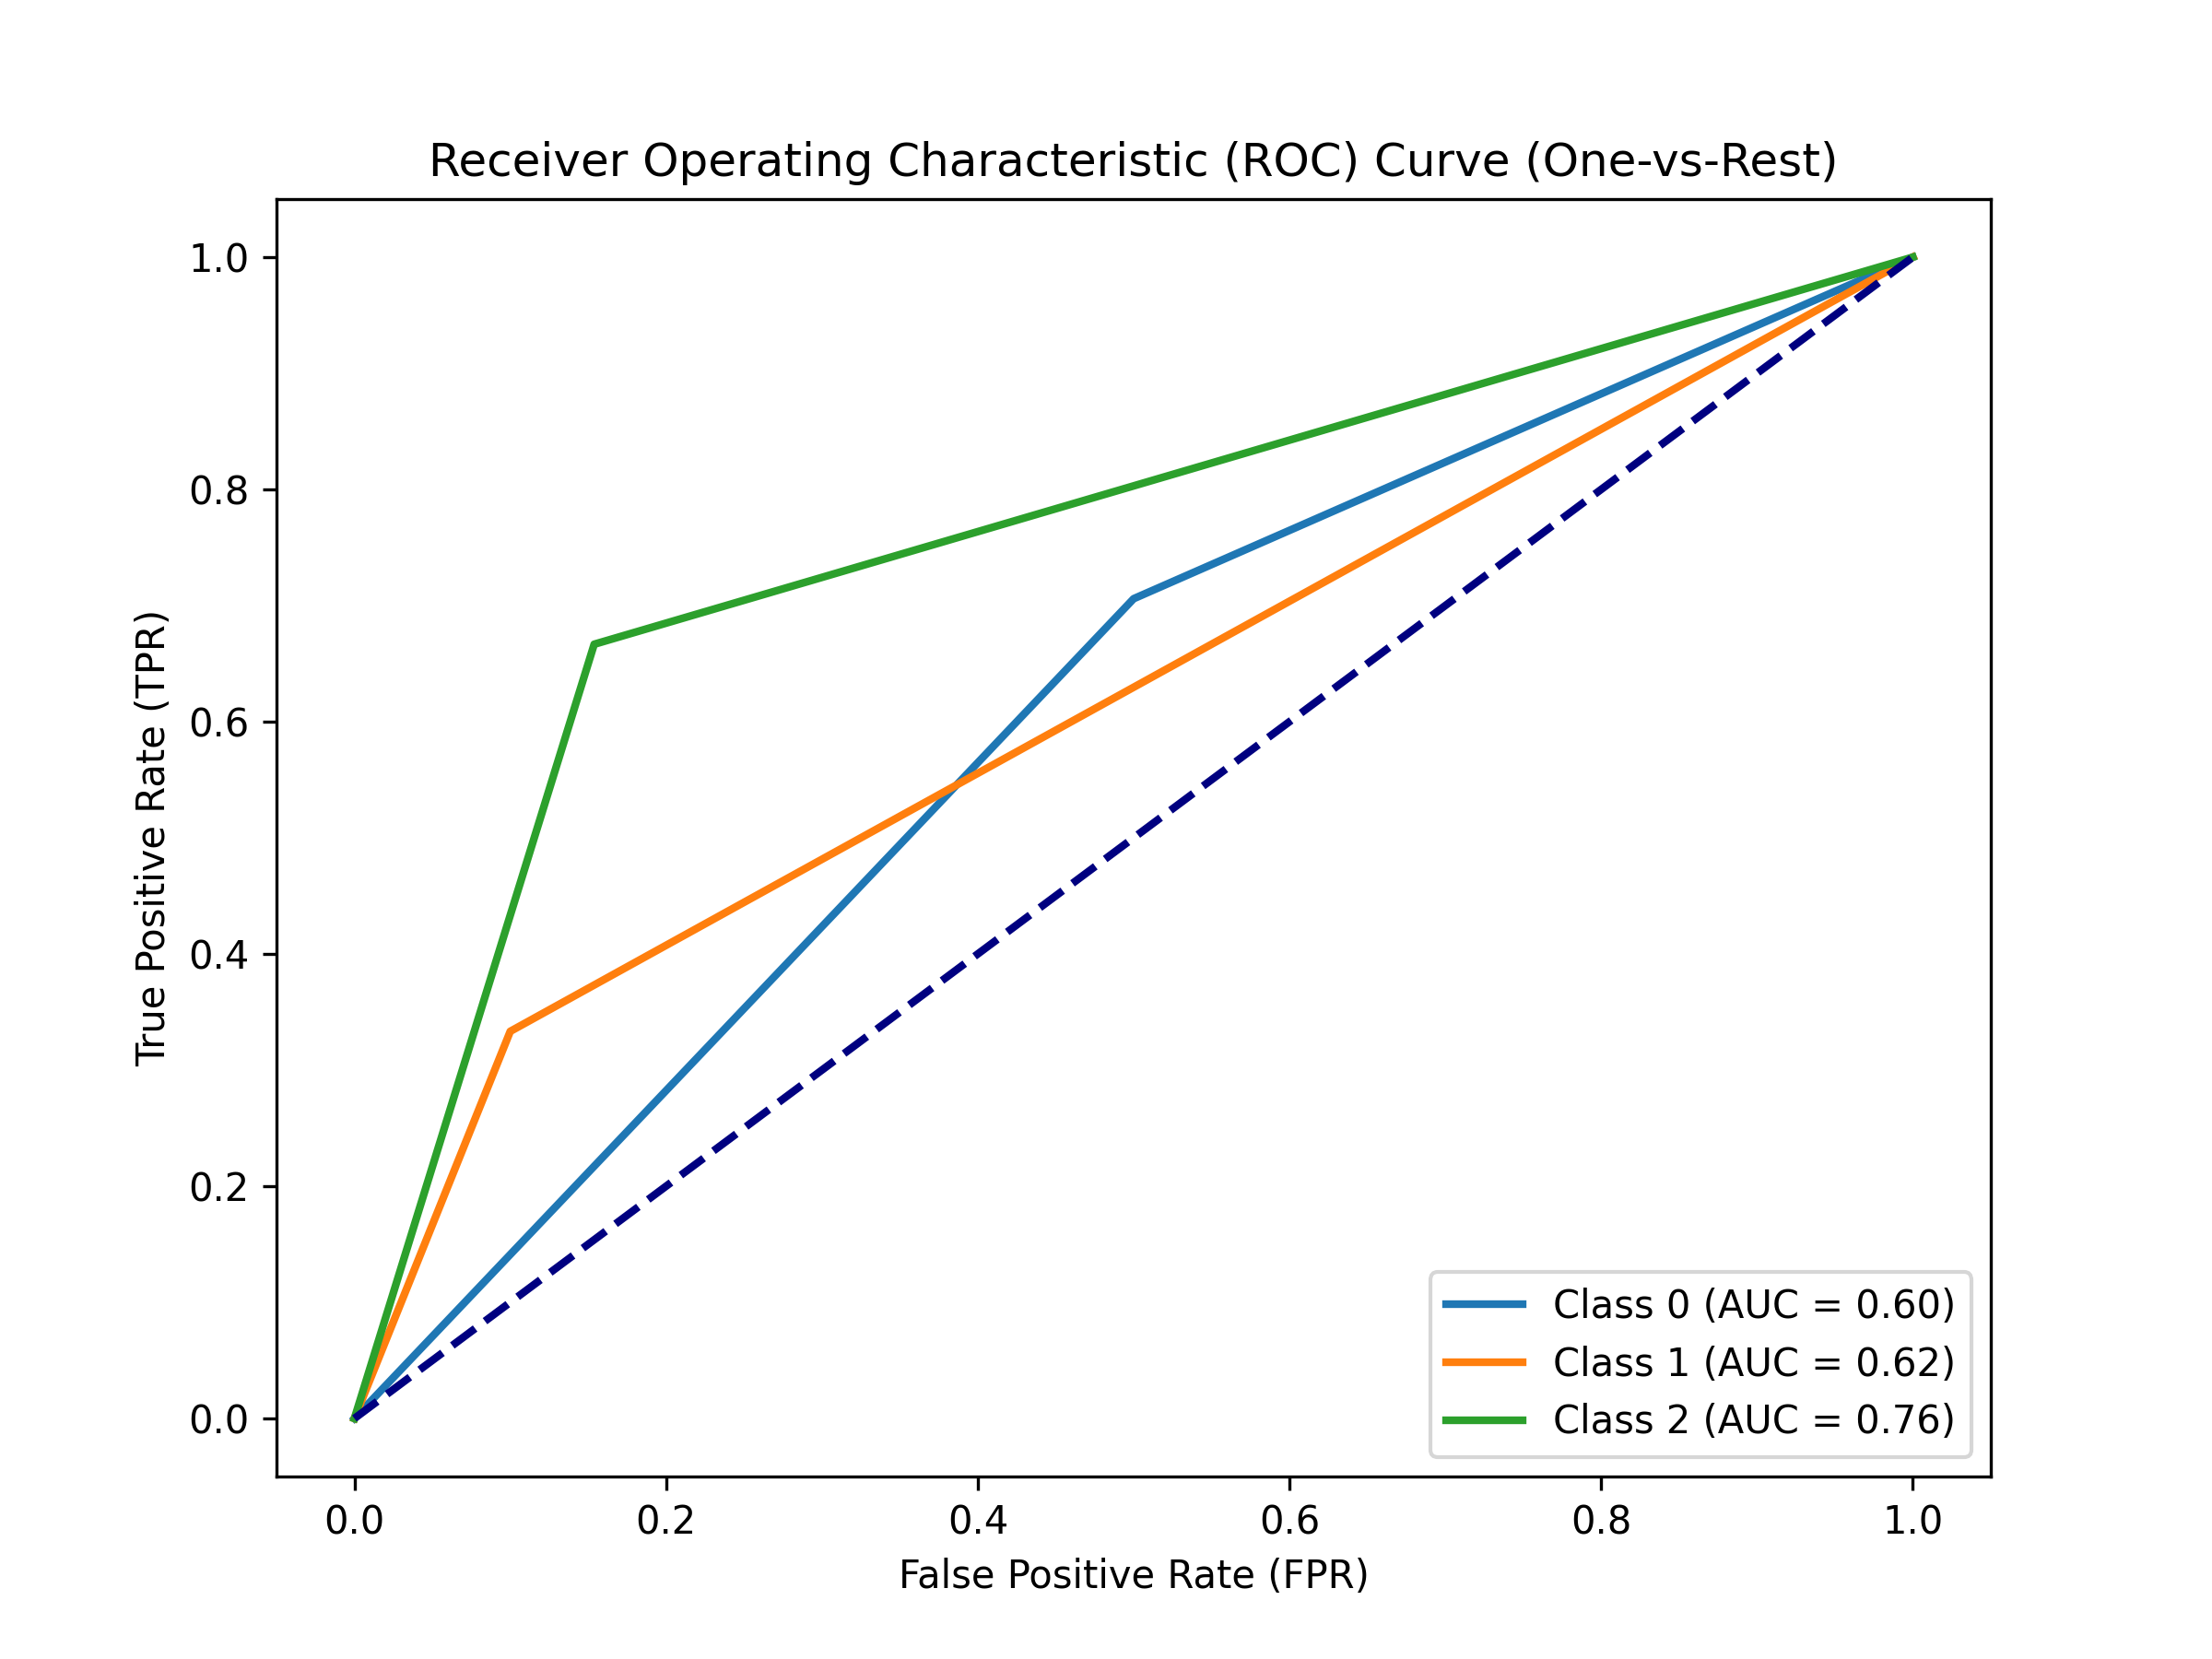 Receiver Operating Characteristic (ROC) Curve (One-vs-Rest)
True Positive Rate (TPR)
1.0
0.8
0.6
0.4
0.2
0.0
Class 0 (AUC = 0.60)
Class 1 (AUC = 0.62)
Class 2 (AUC = 0.76)
0.0 0.2 0.4 0.6 0.8 1.0
False Positive Rate (FPR)